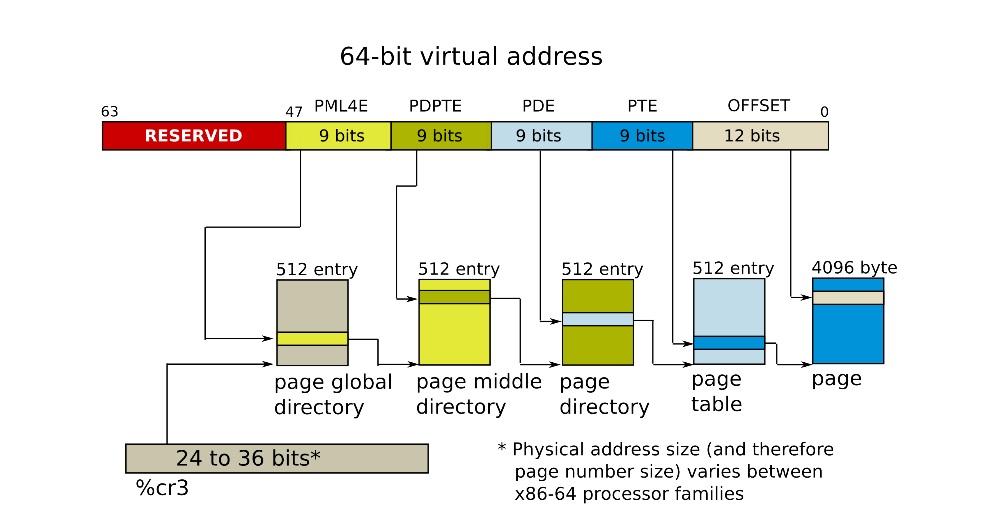 64-bit virtual address
63
47
PML4E
PDPTE
PDE
PTE
OFFSET
0
RESERVED
9 bits
9 bits
9 bits
9 bits
12 bits
512 entry
512 entry
512 entry
512 entry
4096 byte
page global
directory
page middle
directory
page
directory
page
table
page
24 to 36 bits*
%cr3
* Physical address size (and therefore
page number size) varies between
x86-64 processor families